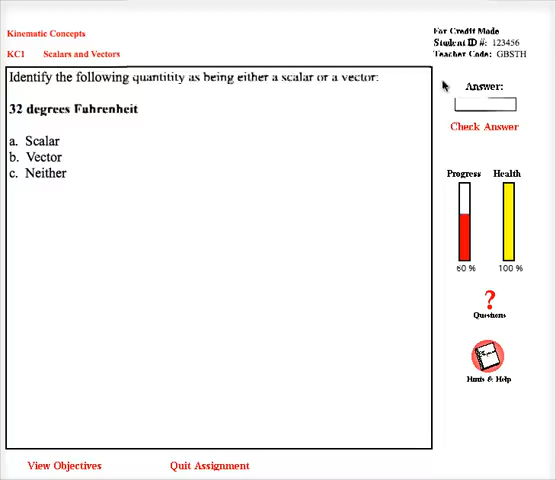 Kinematic Concepts
For Credit Mode
Student ID #: 123456
KC1 Scalars and Vectors
Teacher Code: GBSTH
Identify the following quantitity as being either a scalar or a vector:
32 degrees Fahrenheit
a. Scalar
b. Vector
c. Neither
Answer:
Check Answer
Progress Health
60 % 100 %
?
Questions
Hints & Help
View Objectives Quit Assignment